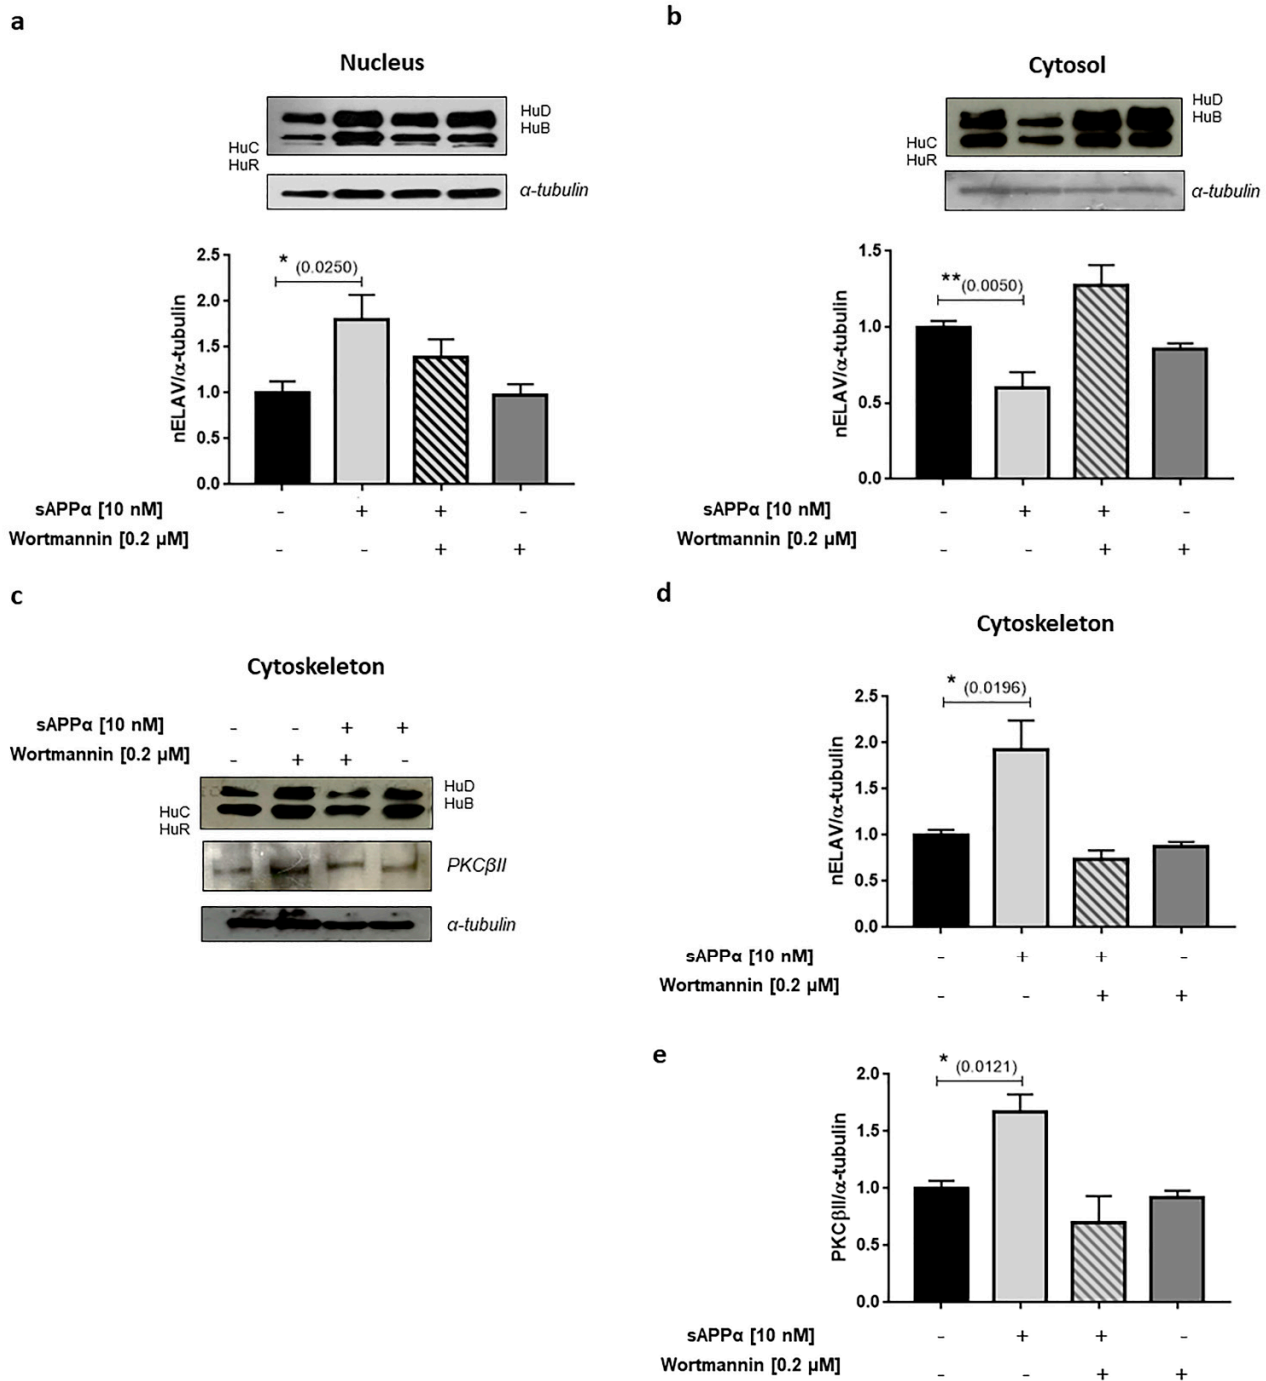 a
Nucleus
HuD
HuB
HuC
HuR
α-tubulin
nELAV/α-tubulin
2.5
2.0
1.5
1.0
0.5
0.0
* (0.0250)
sAPPα [10 nM] - + + -
Wortmannin [0.2 µM] - - + +
b
Cytosol
HuD
HuB
HuC
HuR
α-tubulin
nELAV/α-tubulin
1.5
1.0
0.5
0.0
**(0.0050)
sAPPα [10 nM] - + + -
Wortmannin [0.2 µM] - - + +
c
Cytoskeleton
sAPPα [10 nM] - - + +
Wortmannin [0.2 µM] - + + -
HuD
HuB
HuC
HuR
PKCβII
α-tubulin
d
Cytoskeleton
nELAV/α-tubulin
2.5
2.0
1.5
1.0
0.5
0.0
* (0.0196)
sAPPα [10 nM] - + + -
Wortmannin [0.2 µM] - - + +
e
PKCβII/α-tubulin
2.0
1.5
1.0
0.5
0.0
* (0.0121)
sAPPα [10 nM] - + + -
Wortmannin [0.2 µM] - - + +